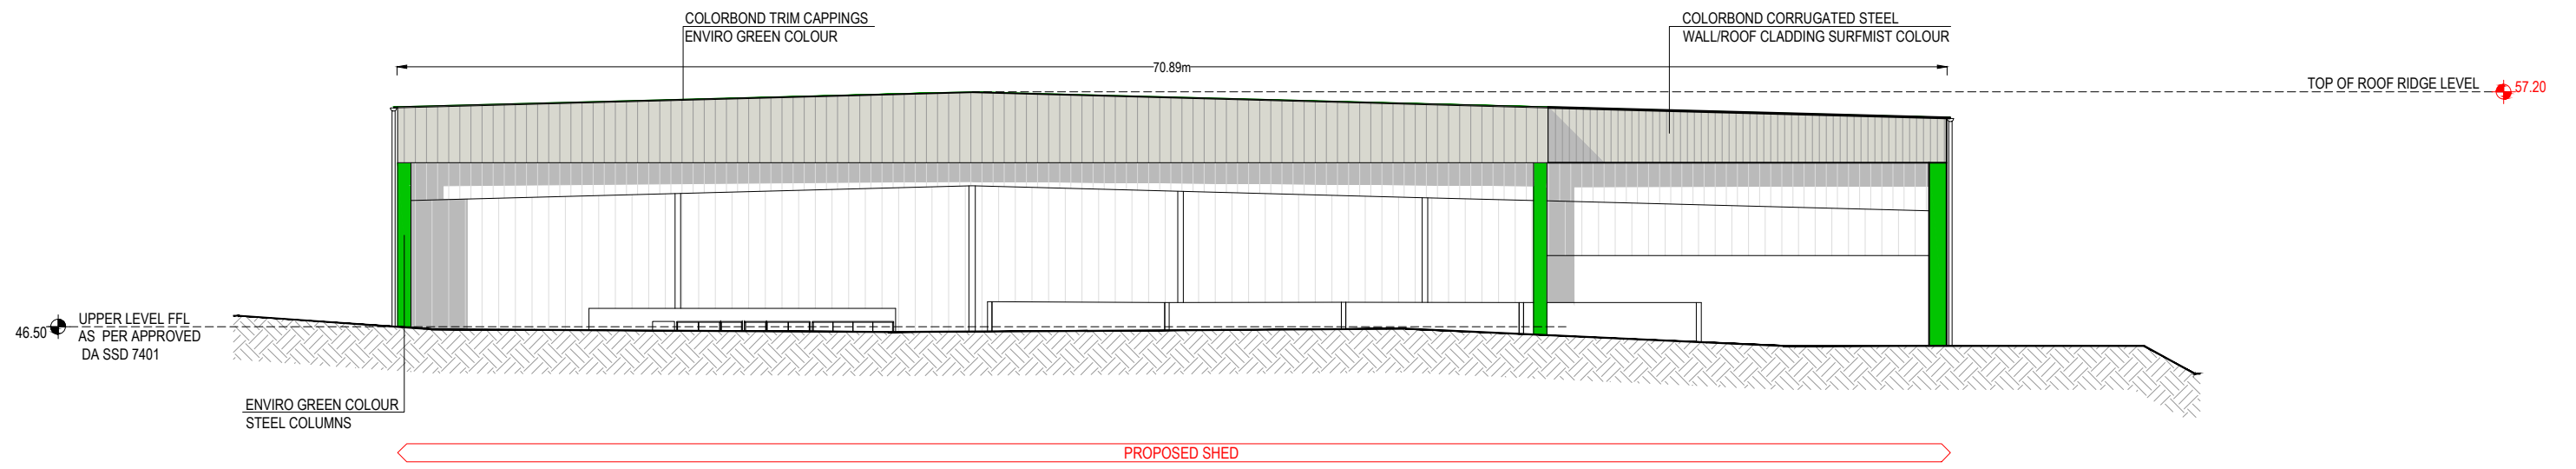 COLORBOND TRIM CAPPINGS
ENVIRO GREEN COLOUR
COLORBOND CORRUGATED STEEL
WALL/ROOF CLADDING SURFMIST COLOUR
70.89m
TOP OF ROOF RIDGE LEVEL
57.20
46.50
UPPER LEVEL FFL
AS PER APPROVED
DA SSD 7401
ENVIRO GREEN COLOUR
STEEL COLUMNS
PROPOSED SHED